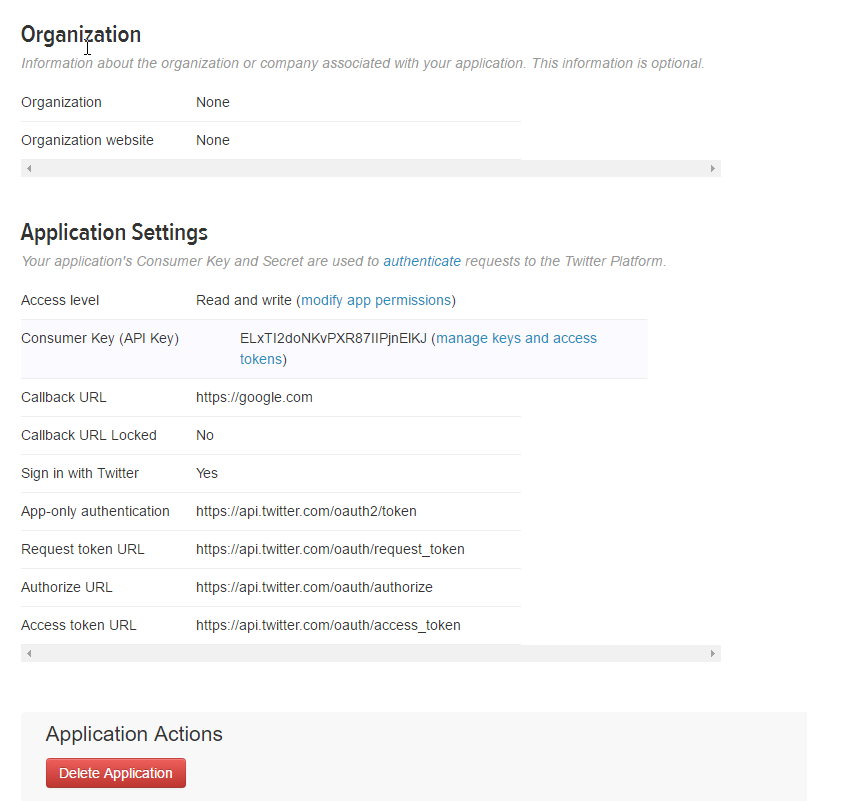 Organization
Information about the organization or company associated with your application. This information is optional.
Organization None
Organization website None
Application Settings
Your application's Consumer Key and Secret are used to authenticate requests to the Twitter Platform.
Access level Read and write (modify app permissions)
Consumer Key (API Key) ELxTI2doNKvPXR87IIPjnElKJ (manage keys and access
tokens)
Callback URL https://google.com
Callback URL Locked No
Sign in with Twitter Yes
App-only authentication https://api.twitter.com/oauth2/token
Request token URL https://api.twitter.com/oauth/request_token
Authorize URL https://api.twitter.com/oauth/authorize
Access token URL https://api.twitter.com/oauth/access_token
Application Actions
Delete Application